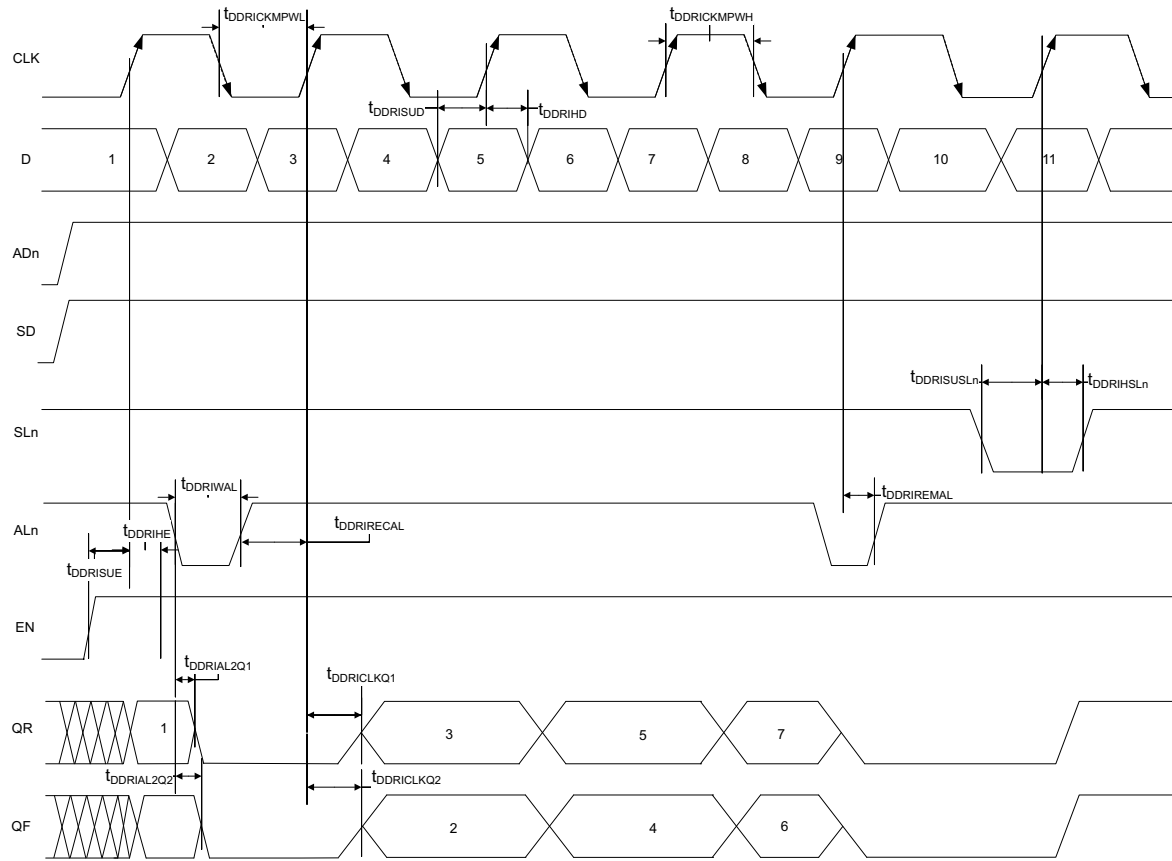 tDDRICKMPWL
tDDRICKMPWH
CLK
tDDRISUD
tDDRIHD
D
1 2 3 4 5 6 7 8 9 10 11
ADn
SD
tDDRISUSLn
tDDRIHSLn
SLn
tDDRIWAL
tDDRIREMAL
tDDRIRECAL
ALn
tDDRIHE
tDDRISUE
EN
tDDRIAL2Q1
tDDRICLKQ1
QR
1 3 5 7
tDDRIAL2Q2
tDDRICLKQ2
QF
2 4 6